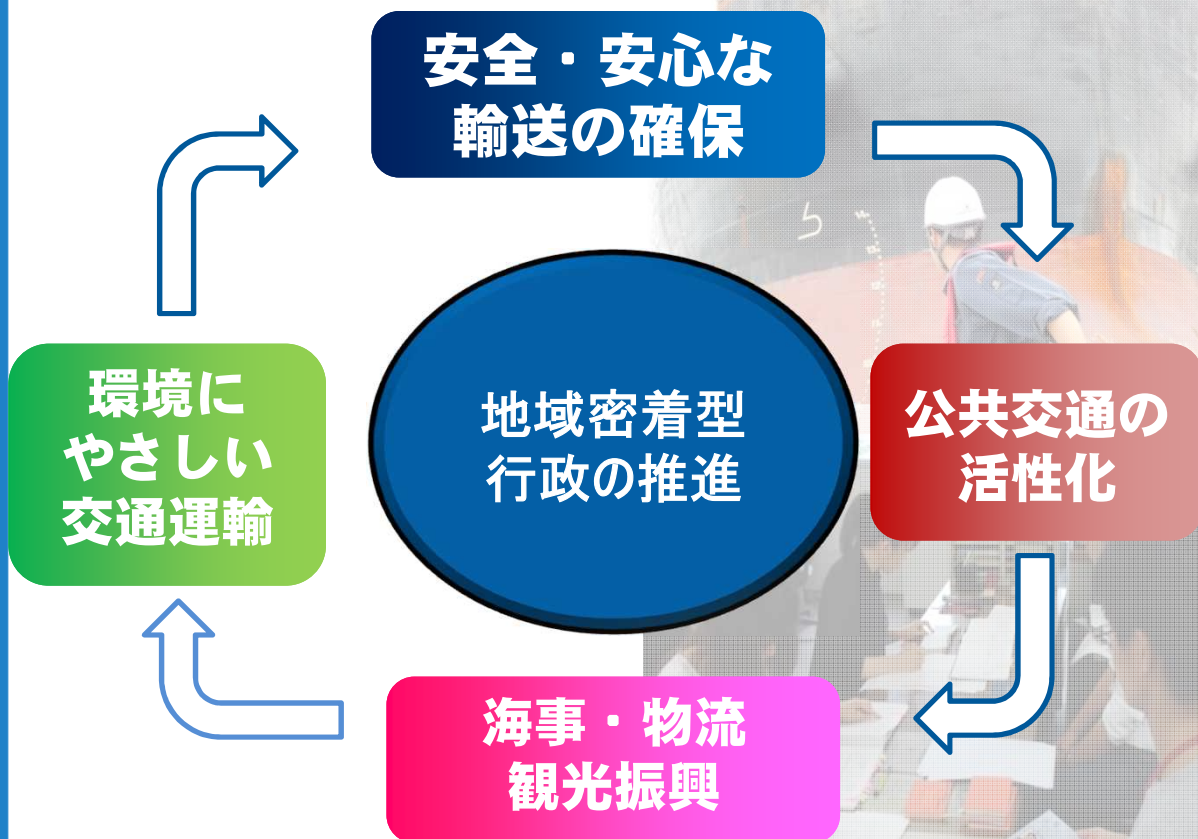 安全・安心な
輸送の確保
環境に
やさしい
交通運輸
地域密着型
行政の推進
公共交通の
活性化
海事・物流
観光振興